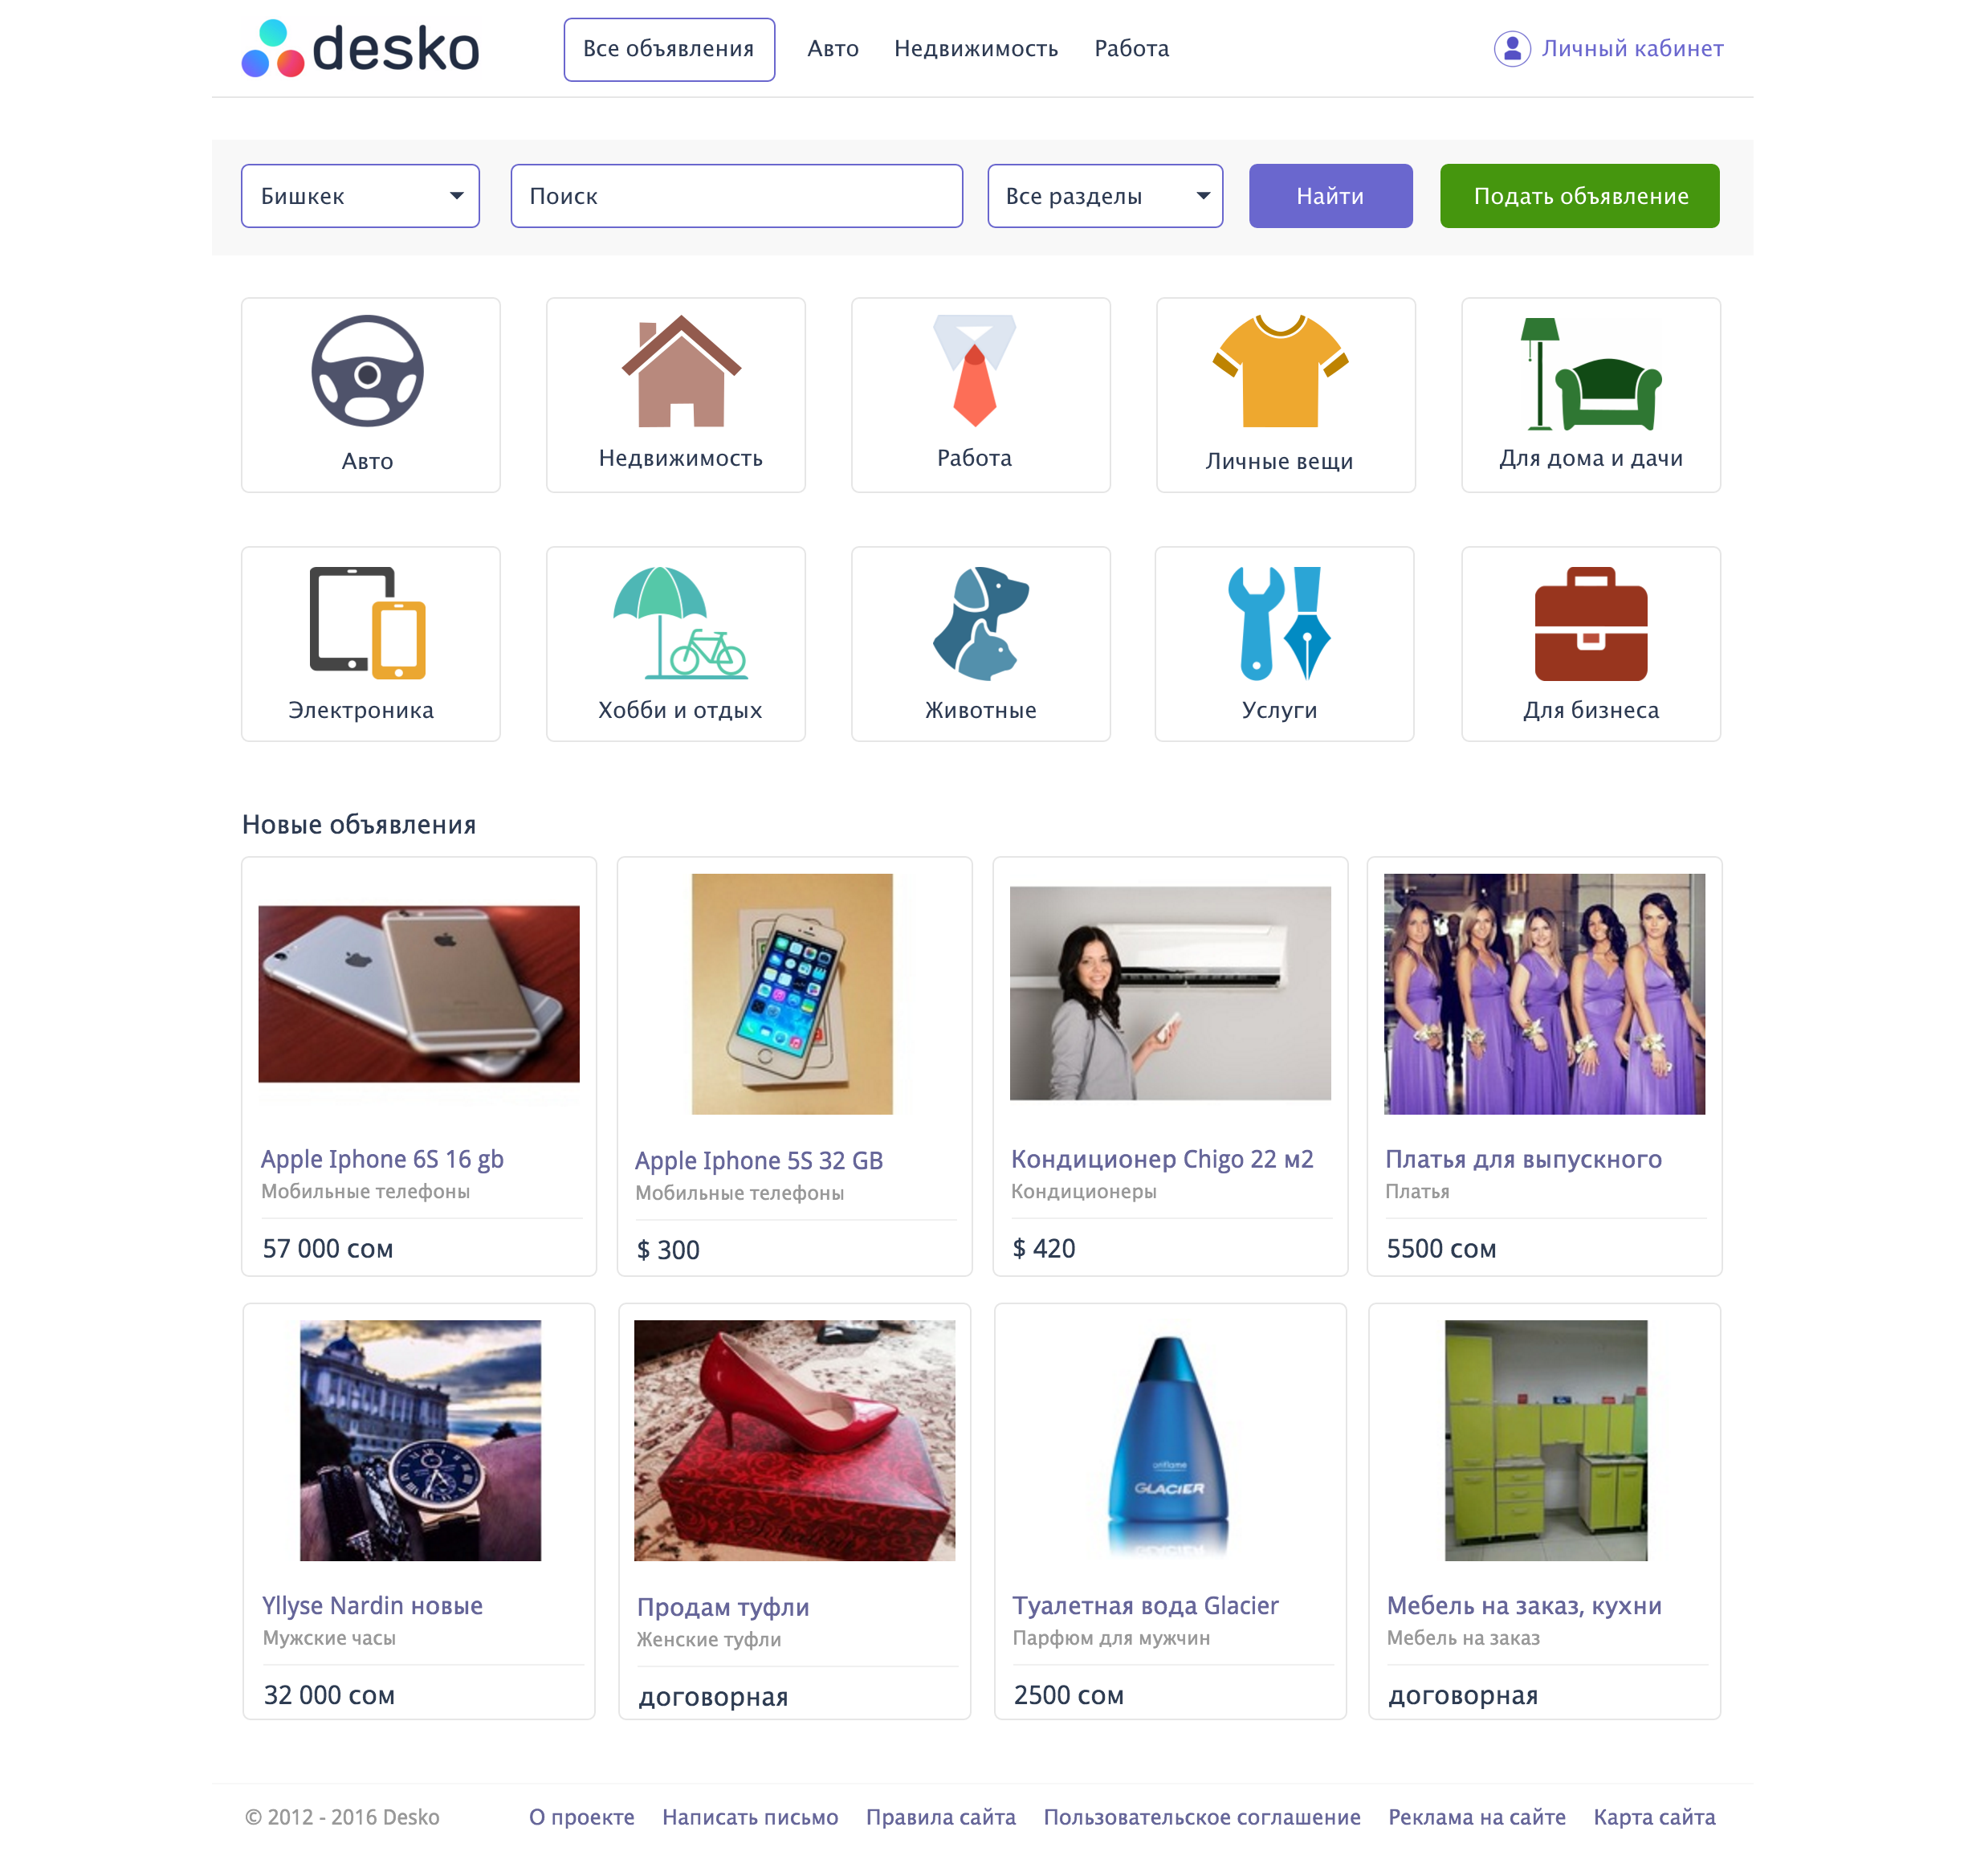 desko
Все объявления
Авто
Недвижимость
Работа
Личный кабинет
Бишкек
Поиск
Все разделы
Найти
Подать объявление
Авто
Недвижимость
Работа
Личные вещи
Для дома и дачи
Электроника
Хобби и отдых
Животные
Услуги
Для бизнеса
Новые объявления
Apple Iphone 6S 16 gb
Мобильные телефоны
57 000 сом
Apple Iphone 5S 32 GB
Мобильные телефоны
$ 300
Кондиционер Chigo 22 м2
Кондиционеры
$ 420
Платья для выпускного
Платья
5500 сом
Yllyse Nardin новые
Мужские часы
32 000 сом
Продам туфли
Женские туфли
договорная
oriflame
GLACIER
Туалетная вода Glacier
Парфюм для мужчин
2500 сом
Мебель на заказ, кухни
Мебель на заказ
договорная
© 2012 - 2016 Desko
О проекте
Написать письмо
Правила сайта
Пользовательское соглашение
Реклама на сайте
Карта сайта